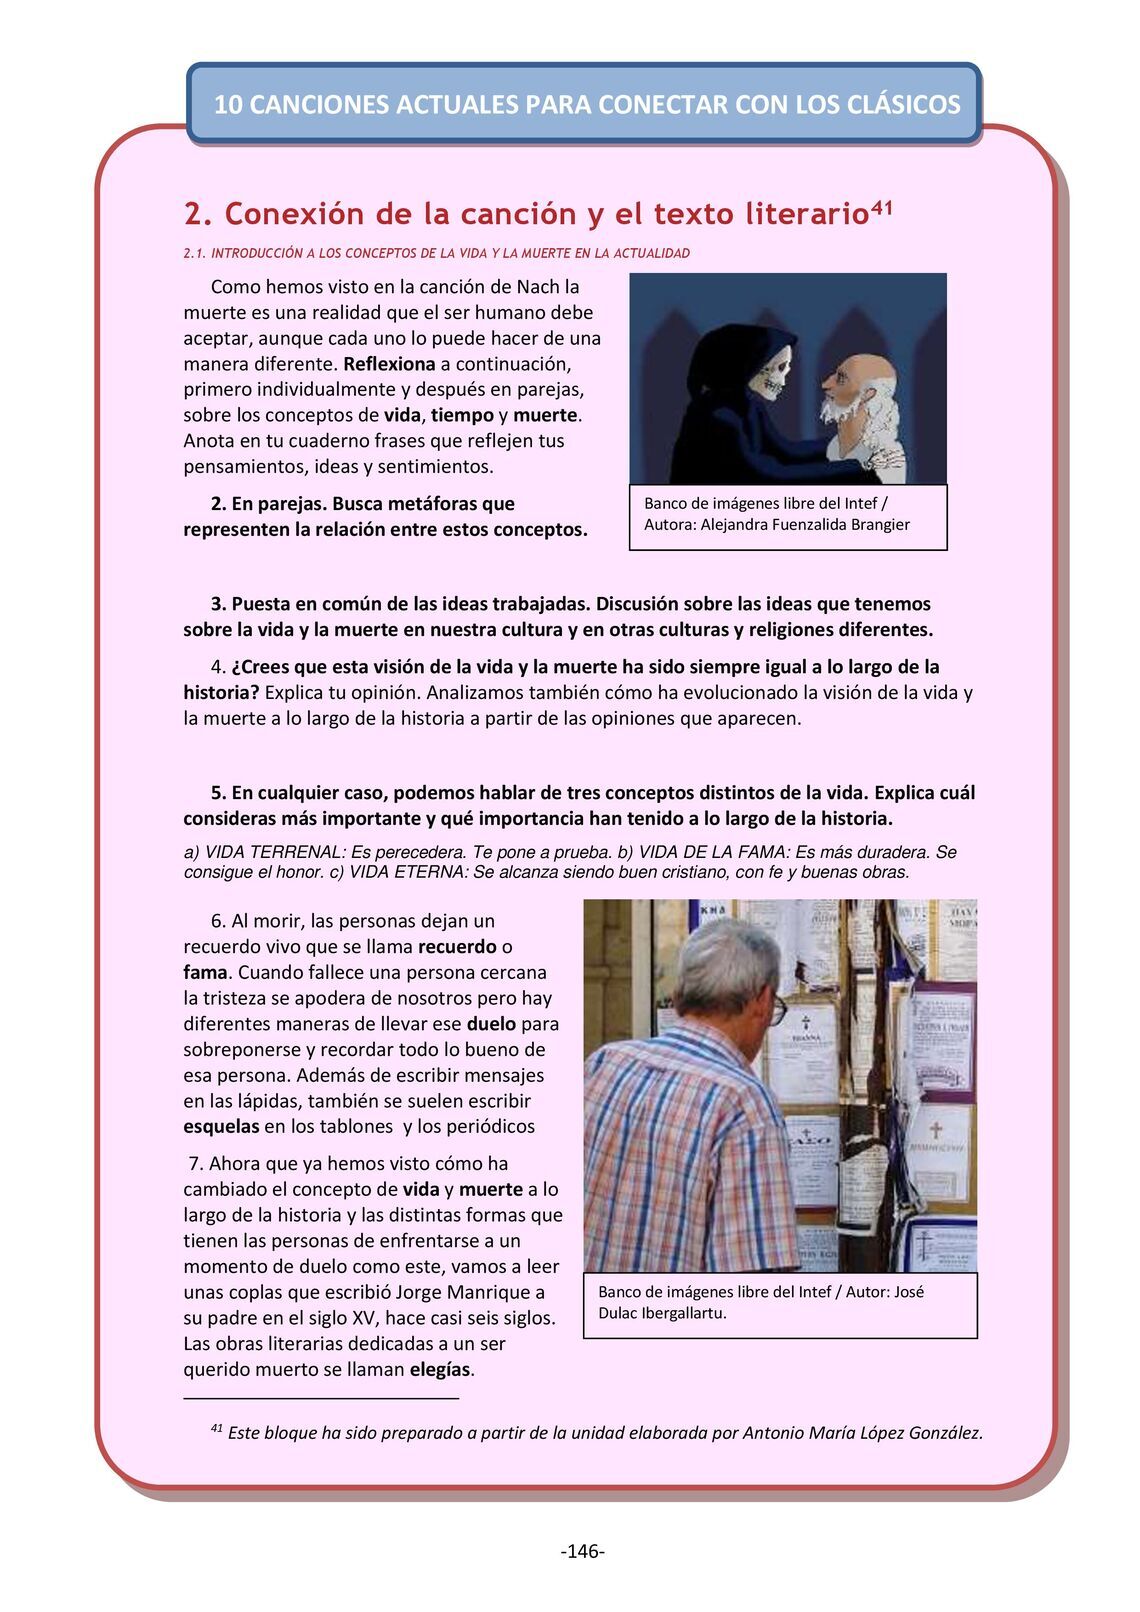 10 CANCIONES ACTUALES PARA CONECTAR CON LOS CLÁSICOS
2. Conexión de la canción y el texto literario41
2.1. INTRODUCCIÓN A LOS CONCEPTOS DE LA VIDA Y LA MUERTE EN LA ACTUALIDAD
Como hemos visto en la canción de Nach la
muerte es una realidad que el ser humano debe
aceptar, aunque cada uno lo puede hacer de una
manera diferente. Reflexiona a continuación,
primero individualmente y después en parejas,
sobre los conceptos de vida, tiempo y muerte.
Anota en tu cuaderno frases que reflejen tus
pensamientos, ideas y sentimientos.
2. En parejas. Busca metáforas que
representen la relación entre estos conceptos.
Banco de imágenes libre del Intef /
Autora: Alejandra Fuenzalida Brangier
3. Puesta en común de las ideas trabajadas. Discusión sobre las ideas que tenemos
sobre la vida y la muerte en nuestra cultura y en otras culturas y religiones diferentes.
4. ¿Crees que esta visión de la vida y la muerte ha sido siempre igual a lo largo de la
historia? Explica tu opinión. Analizamos también cómo ha evolucionado la visión de la vida y
la muerte a lo largo de la historia a partir de las opiniones que aparecen.
5. En cualquier caso, podemos hablar de tres conceptos distintos de la vida. Explica cuál
consideras más importante y qué importancia han tenido a lo largo de la historia.
a) VIDA TERRENAL: Es perecedera. Te pone a prueba. b) VIDA DE LA FAMA: Es más duradera. Se
consigue el honor. c) VIDA ETERNA: Se alcanza siendo buen cristiano, con fe y buenas obras.
6. Al morir, las personas dejan un
recuerdo vivo que se llama recuerdo o
fama. Cuando fallece una persona cercana
la tristeza se apodera de nosotros pero hay
diferentes maneras de llevar ese duelo para
sobreponerse y recordar todo lo bueno de
esa persona. Además de escribir mensajes
en las lápidas, también se suelen escribir
esquelas en los tablones y los periódicos
7. Ahora que ya hemos visto cómo ha
cambiado el concepto de vida y muerte a lo
largo de la historia y las distintas formas que
tienen las personas de enfrentarse a un
momento de duelo como este, vamos a leer
unas coplas que escribió Jorge Manrique a
su padre en el siglo XV, hace casi seis siglos.
Las obras literarias dedicadas a un ser
querido muerto se llaman elegías.
Banco de imágenes libre del Intef / Autor: José
Dulac Ibergallartu.
41 Este bloque ha sido preparado a partir de la unidad elaborada por Antonio María López González.
-146-